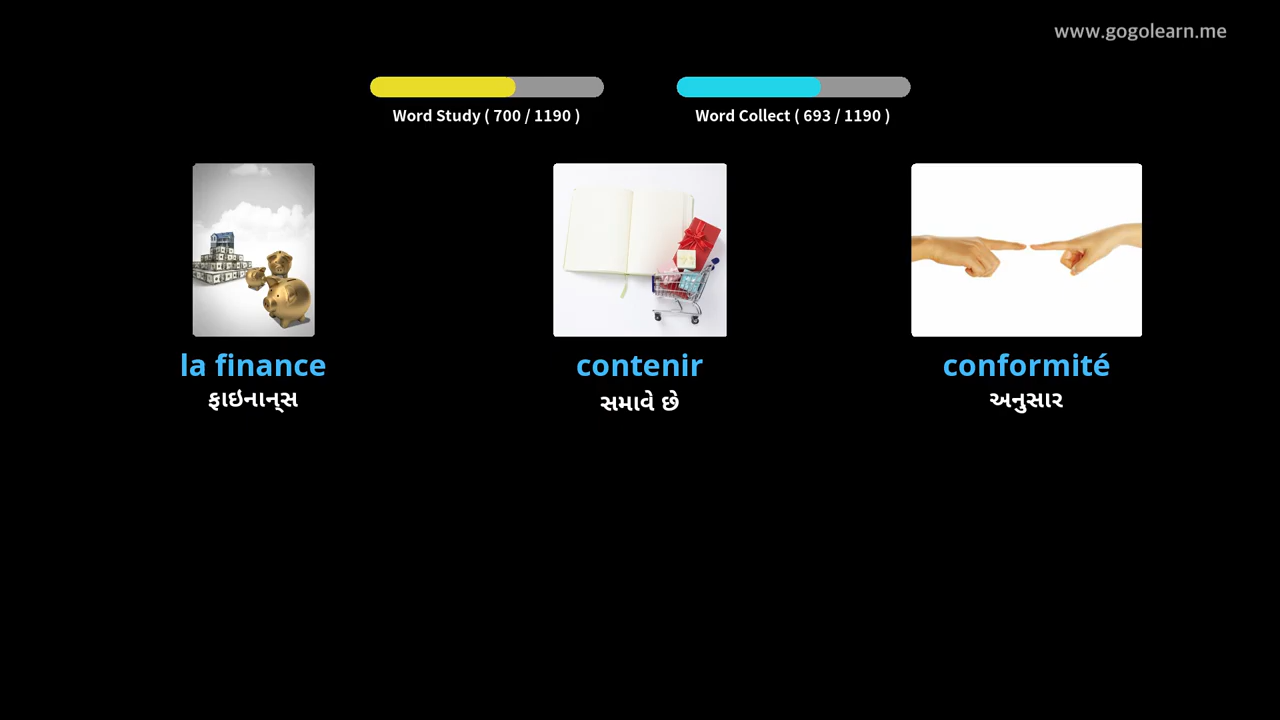 www.gogolearn.me
Word Study ( 700 / 1190 )
Word Collect ( 693 / 1190 )
la finance
contenir
conformité
ફાઇનાન્સ
સમાવે છે
અનુસાર